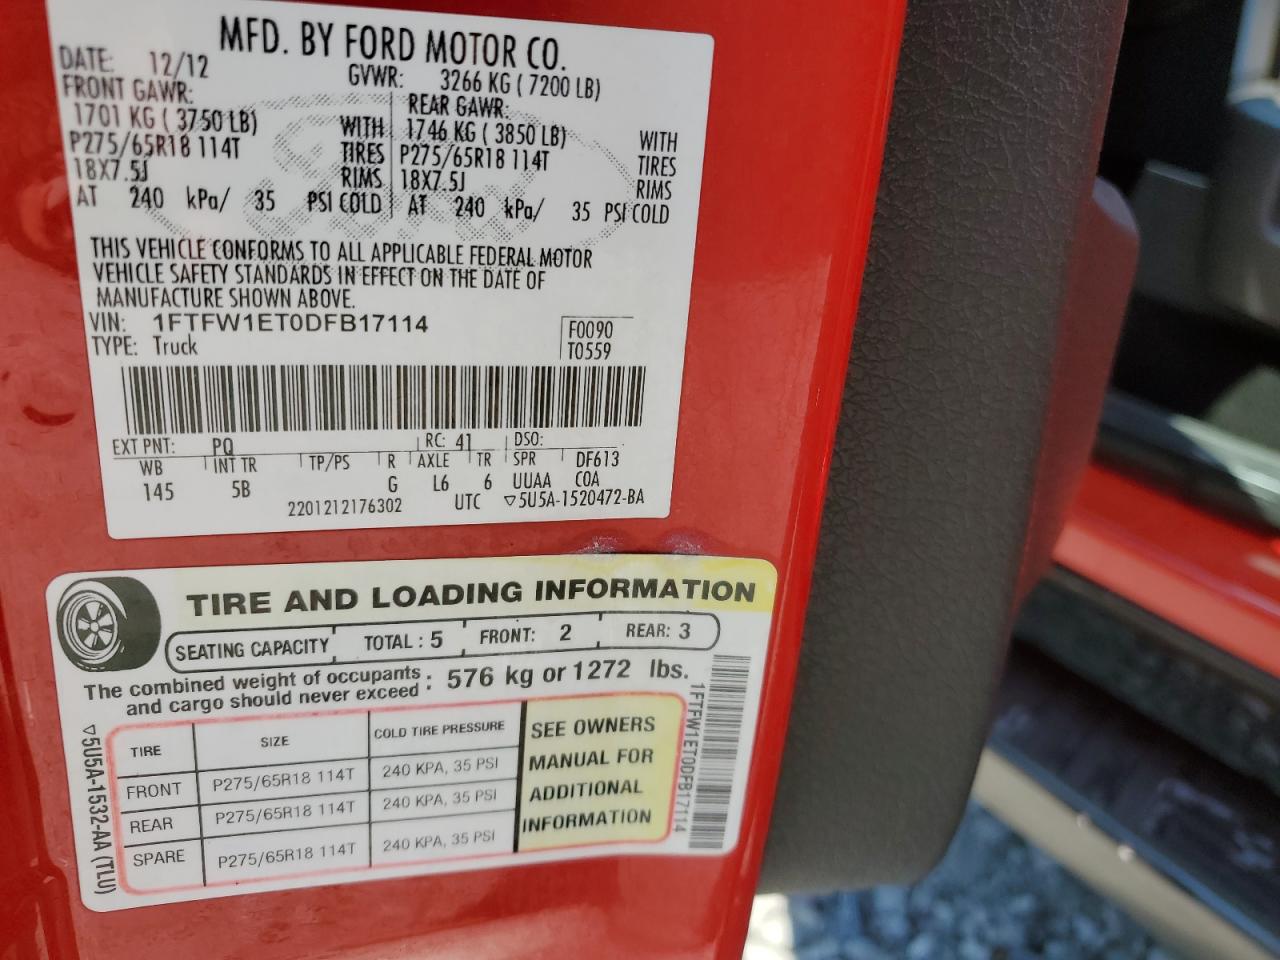 MFD. BY FORD MOTOR CO.
DATE: 12/12 GVWR: 3266 KG ( 7200 LB)
FRONT GAWR: REAR GAWR:
1701 KG ( 3750 LB) WITH 1746 KG ( 3850 LB) WITH
P275/65R18 114T TIRES P275/65R18 114T TIRES
18X7.5J RIMS 18X7.5J RIMS
AT 240 kPa/ 35 PSI COLD AT 240 kPa/ 35 PSI COLD
THIS VEHICLE CONFORMS TO ALL APPLICABLE FEDERAL MOTOR
VEHICLE SAFETY STANDARDS IN EFFECT ON THE DATE OF
MANUFACTURE SHOWN ABOVE.
VIN: 1FTFW1ET0DFB17114 F0090
TYPE: Truck T0559
EXT PNT: PQ RC: 41 DSO:
WB INT TR TP/PS R AXLE TR SPR DF613
145 5B G L6 6 UUAA COA
2201212176302 UTC ▽5U5A-1520472-BA
TIRE AND LOADING INFORMATION
SEATING CAPACITY TOTAL : 5 FRONT: 2 REAR: 3
The combined weight of occupants
and cargo should never exceed : 576 kg or 1272 lbs.
TIRE SIZE COLD TIRE PRESSURE
FRONT P275/65R18 114T 240 KPA, 35 PSI
REAR P275/65R18 114T 240 KPA, 35 PSI
SPARE P275/65R18 114T 240 KPA, 35 PSI
SEE OWNERS
MANUAL FOR
ADDITIONAL
INFORMATION
▽5U5A-1532-AA (TLU)
1FTFW1ET0DFB17114